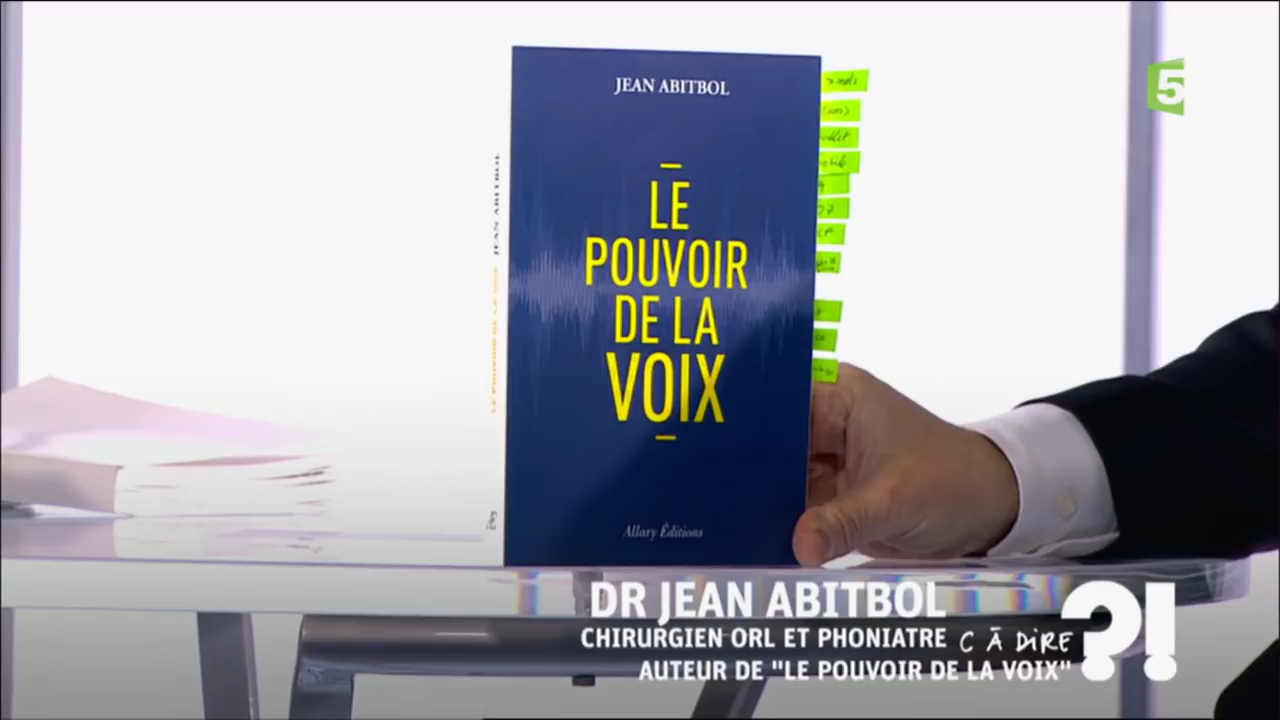 JEAN ABITBOL
LE
POUVOIR
DE LA
VOIX
Allary Éditions
LE POUVOIR DE LA VOIX JEAN ABITBOL
5
DR JEAN ABITBOL
CHIRURGIEN ORL ET PHONIATRE
AUTEUR DE "LE POUVOIR DE LA VOIX"
C À DIRE ?!